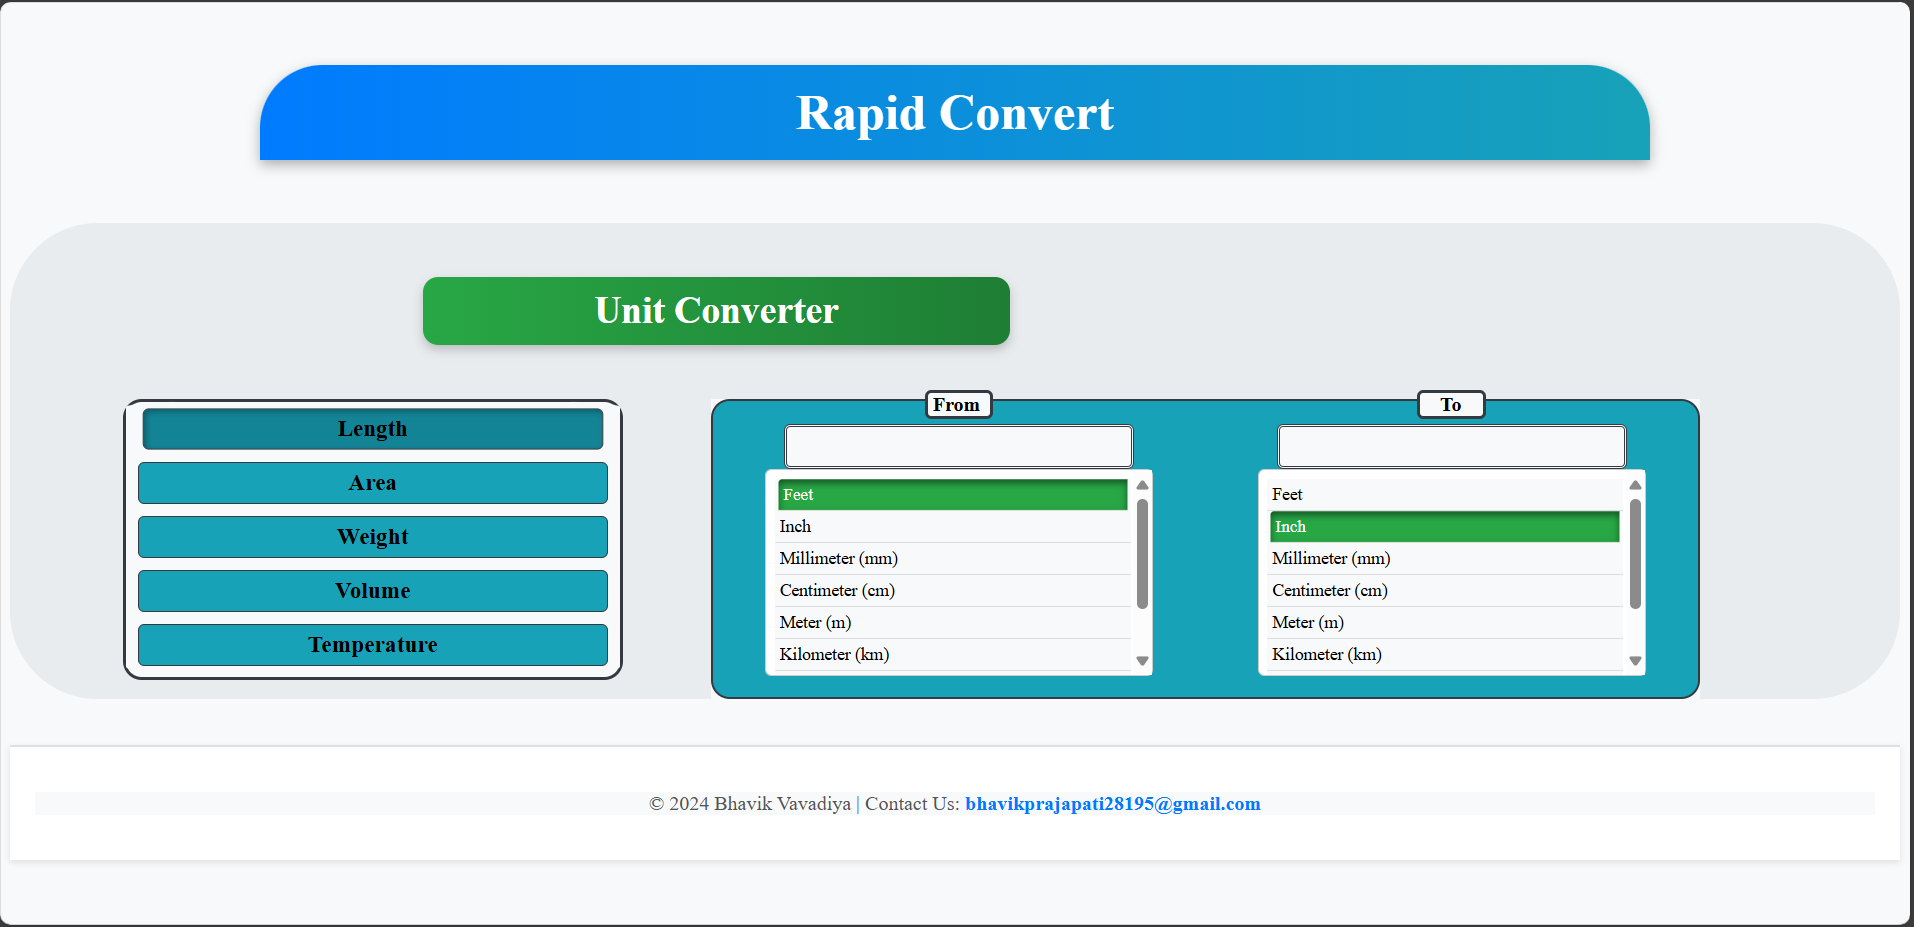 Rapid Convert
Unit Converter
Length
Area
Weight
Volume
Temperature
From
Feet
Inch
Millimeter (mm)
Centimeter (cm)
Meter (m)
Kilometer (km)
To
Feet
Inch
Millimeter (mm)
Centimeter (cm)
Meter (m)
Kilometer (km)
© 2024 Bhavik Vavadiya | Contact Us: bhavikprajapati28195@gmail.com